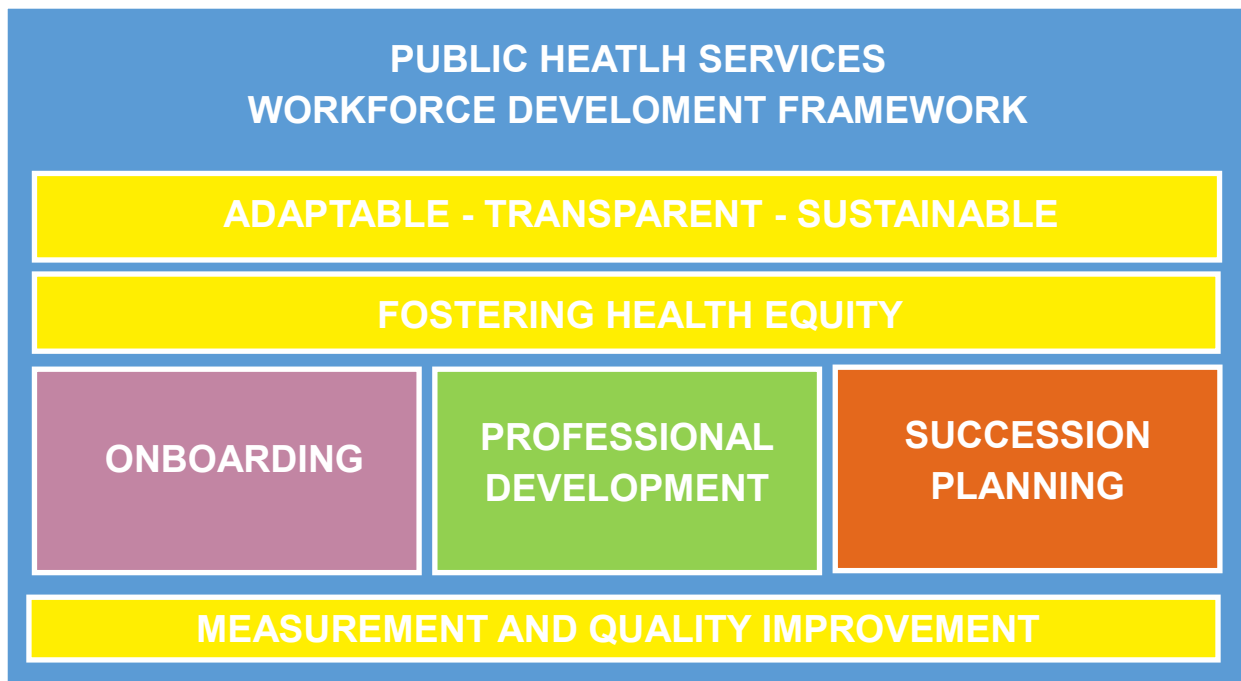 PUBLIC HEATLH SERVICES
WORKFORCE DEVELOMENT FRAMEWORK
ADAPTABLE - TRANSPARENT - SUSTAINABLE
FOSTERING HEALTH EQUITY
ONBOARDING
PROFESSIONAL
DEVELOPMENT
SUCCESSION
PLANNING
MEASUREMENT AND QUALITY IMPROVEMENT